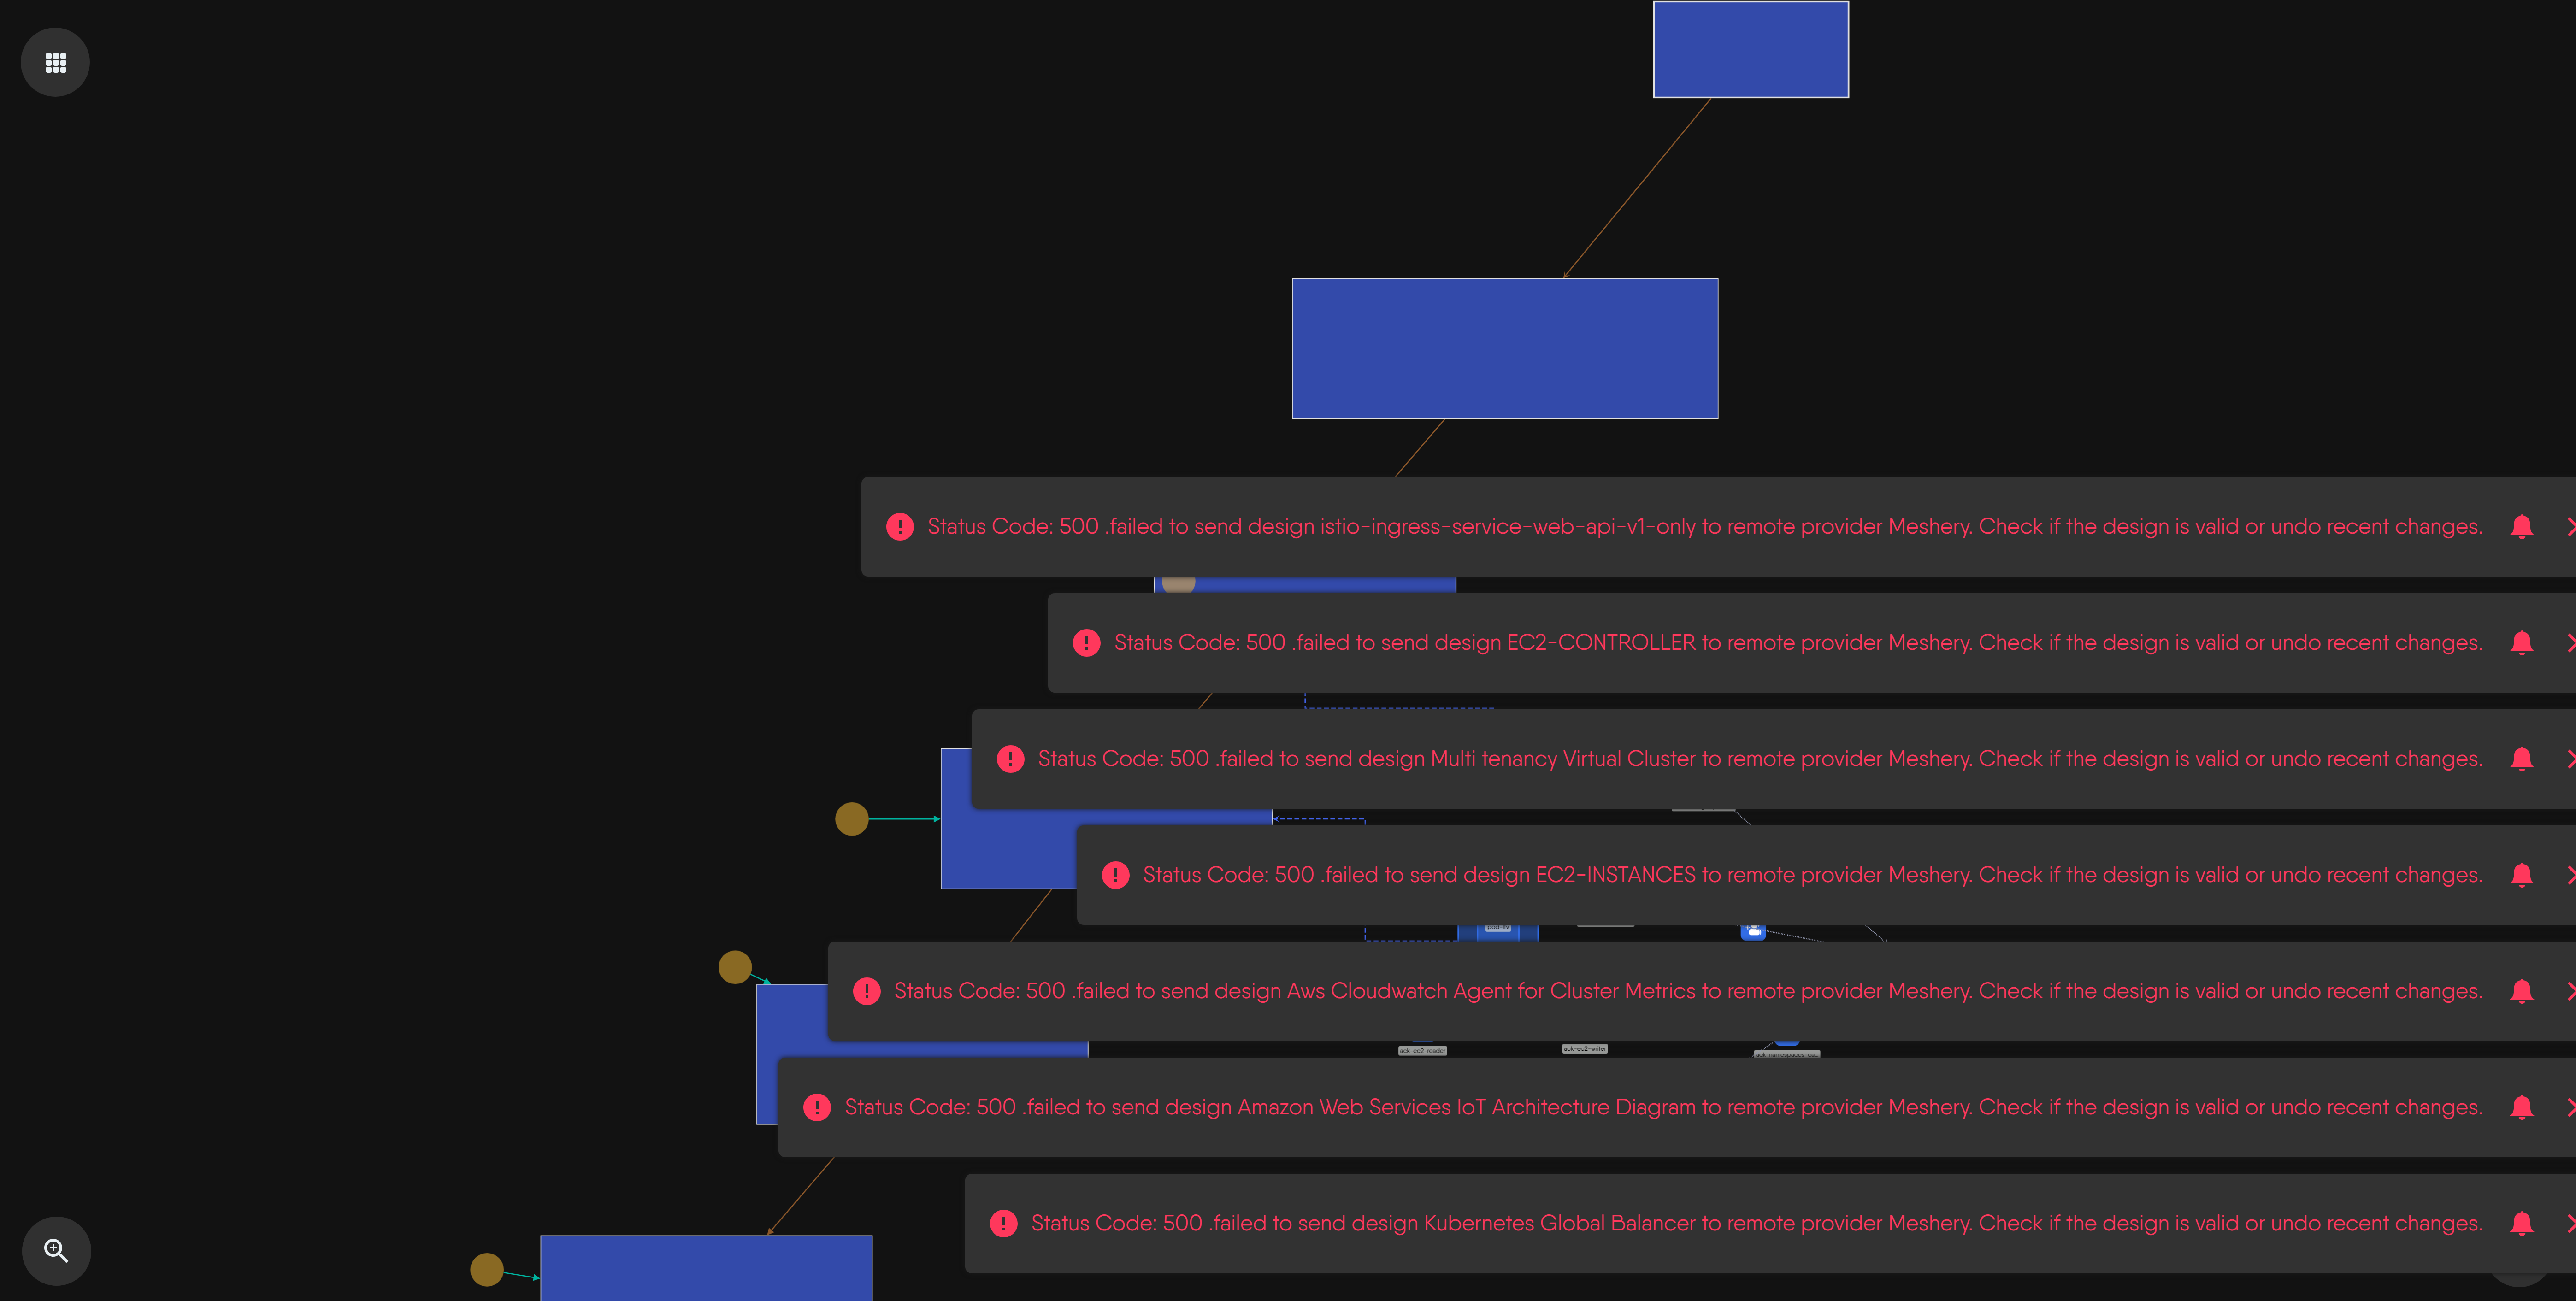 Status Code: 500 .failed to send design istio-ingress-service-web-api-v1-only to remote provider Meshery. Check if the design is valid or undo recent changes.
Status Code: 500 .failed to send design EC2-CONTROLLER to remote provider Meshery. Check if the design is valid or undo recent changes.
Status Code: 500 .failed to send design Multi tenancy Virtual Cluster to remote provider Meshery. Check if the design is valid or undo recent changes.
Status Code: 500 .failed to send design EC2-INSTANCES to remote provider Meshery. Check if the design is valid or undo recent changes.
Status Code: 500 .failed to send design Aws Cloudwatch Agent for Cluster Metrics to remote provider Meshery. Check if the design is valid or undo recent changes.
ack-ec2-reader
ack-ec2-writer
Status Code: 500 .failed to send design Amazon Web Services IoT Architecture Diagram to remote provider Meshery. Check if the design is valid or undo recent changes.
Status Code: 500 .failed to send design Kubernetes Global Balancer to remote provider Meshery. Check if the design is valid or undo recent changes.